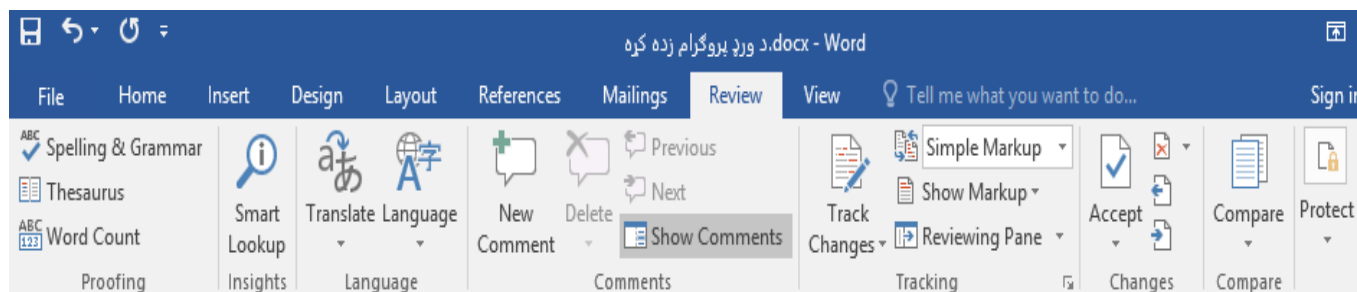 د ورډ پروګرام زده کړه.docx - Word
File Home Insert Design Layout References Mailings Review View Tell me what you want to do... Sign in
ABC Spelling & Grammar
Thesaurus
ABC 123 Word Count
Proofing
Smart Lookup
Insights
Translate Language
Language
New Comment
Delete
Previous
Next
Show Comments
Comments
Track Changes
Simple Markup
Show Markup
Reviewing Pane
Tracking
Accept
Changes
Compare
Compare
Protect